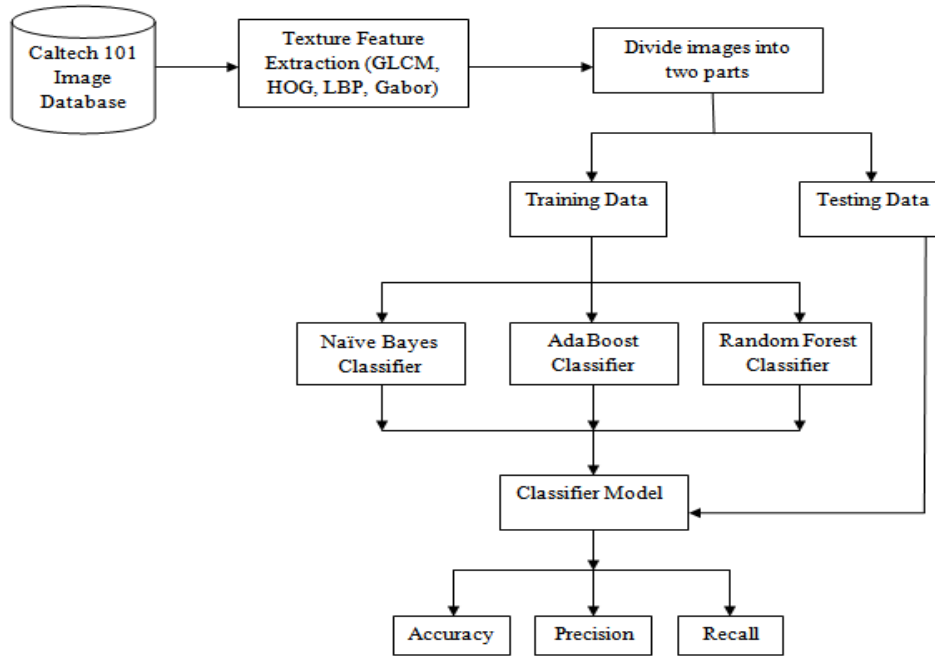 Caltech 101
Image
Database
Texture Feature
Extraction (GLCM,
HOG, LBP, Gabor)
Divide images into
two parts
Training Data
Testing Data
Naïve Bayes
Classifier
AdaBoost
Classifier
Random Forest
Classifier
Classifier Model
Accuracy
Precision
Recall